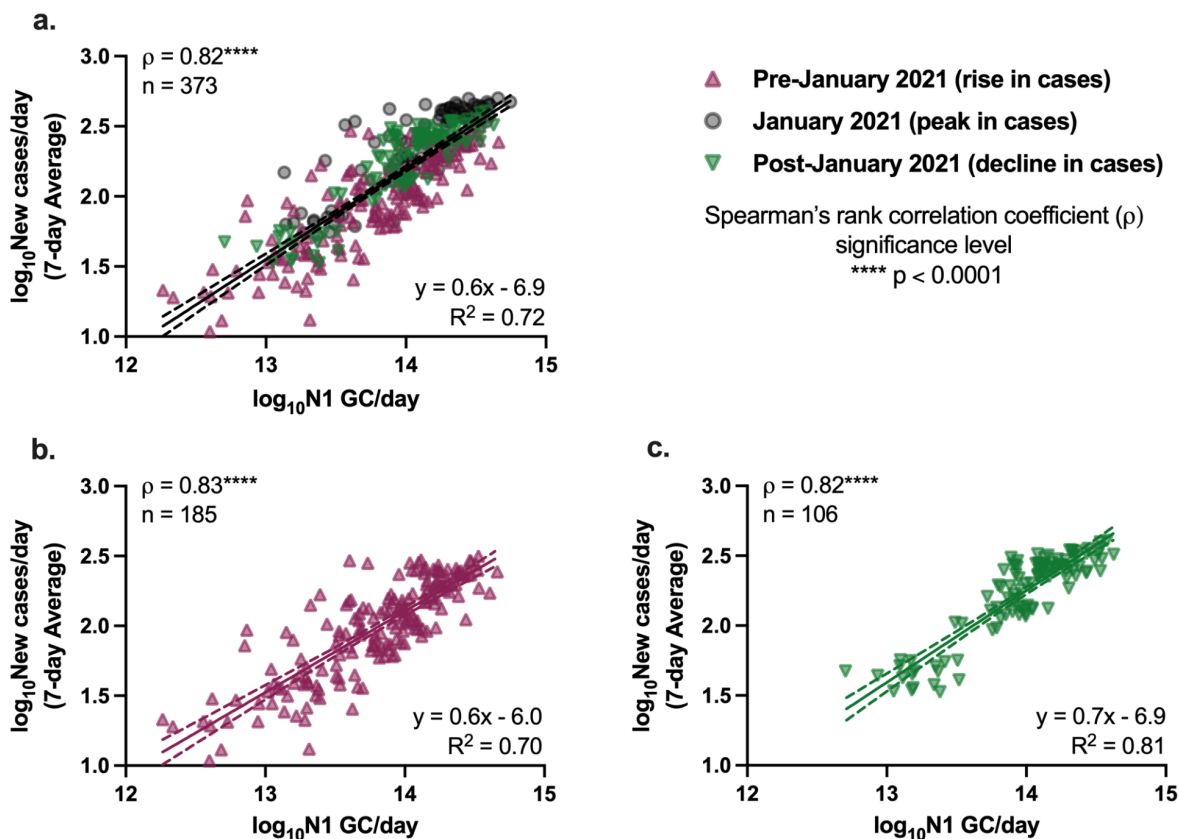 a.
ρ = 0.82****
n = 373
log₁₀New cases/day
(7-day Average)
3.0
2.5
2.0
1.5
1.0
y = 0.6x - 6.9
R² = 0.72
12 13 14 15
log₁₀N1 GC/day
Pre-January 2021 (rise in cases)
January 2021 (peak in cases)
Post-January 2021 (decline in cases)
Spearman's rank correlation coefficient (ρ)
significance level
**** p < 0.0001
b.
ρ = 0.83****
n = 185
log₁₀New cases/day
(7-day Average)
3.0
2.5
2.0
1.5
1.0
y = 0.6x - 6.0
R² = 0.70
12 13 14 15
log₁₀N1 GC/day
c.
ρ = 0.82****
n = 106
log₁₀New cases/day
(7-day Average)
3.0
2.5
2.0
1.5
1.0
y = 0.7x - 6.9
R² = 0.81
12 13 14 15
log₁₀N1 GC/day